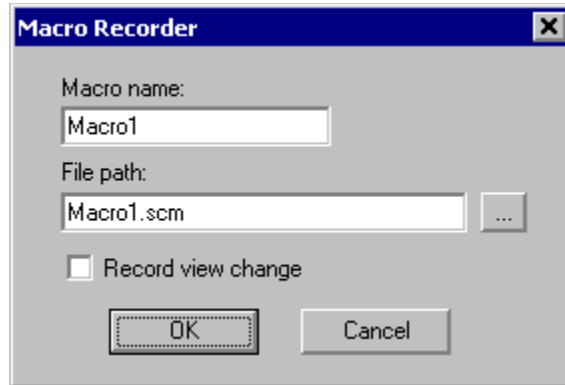 Macro Recorder
Macro name:
Macro1
File path:
Macro1.scm
...
Record view change
OK
Cancel